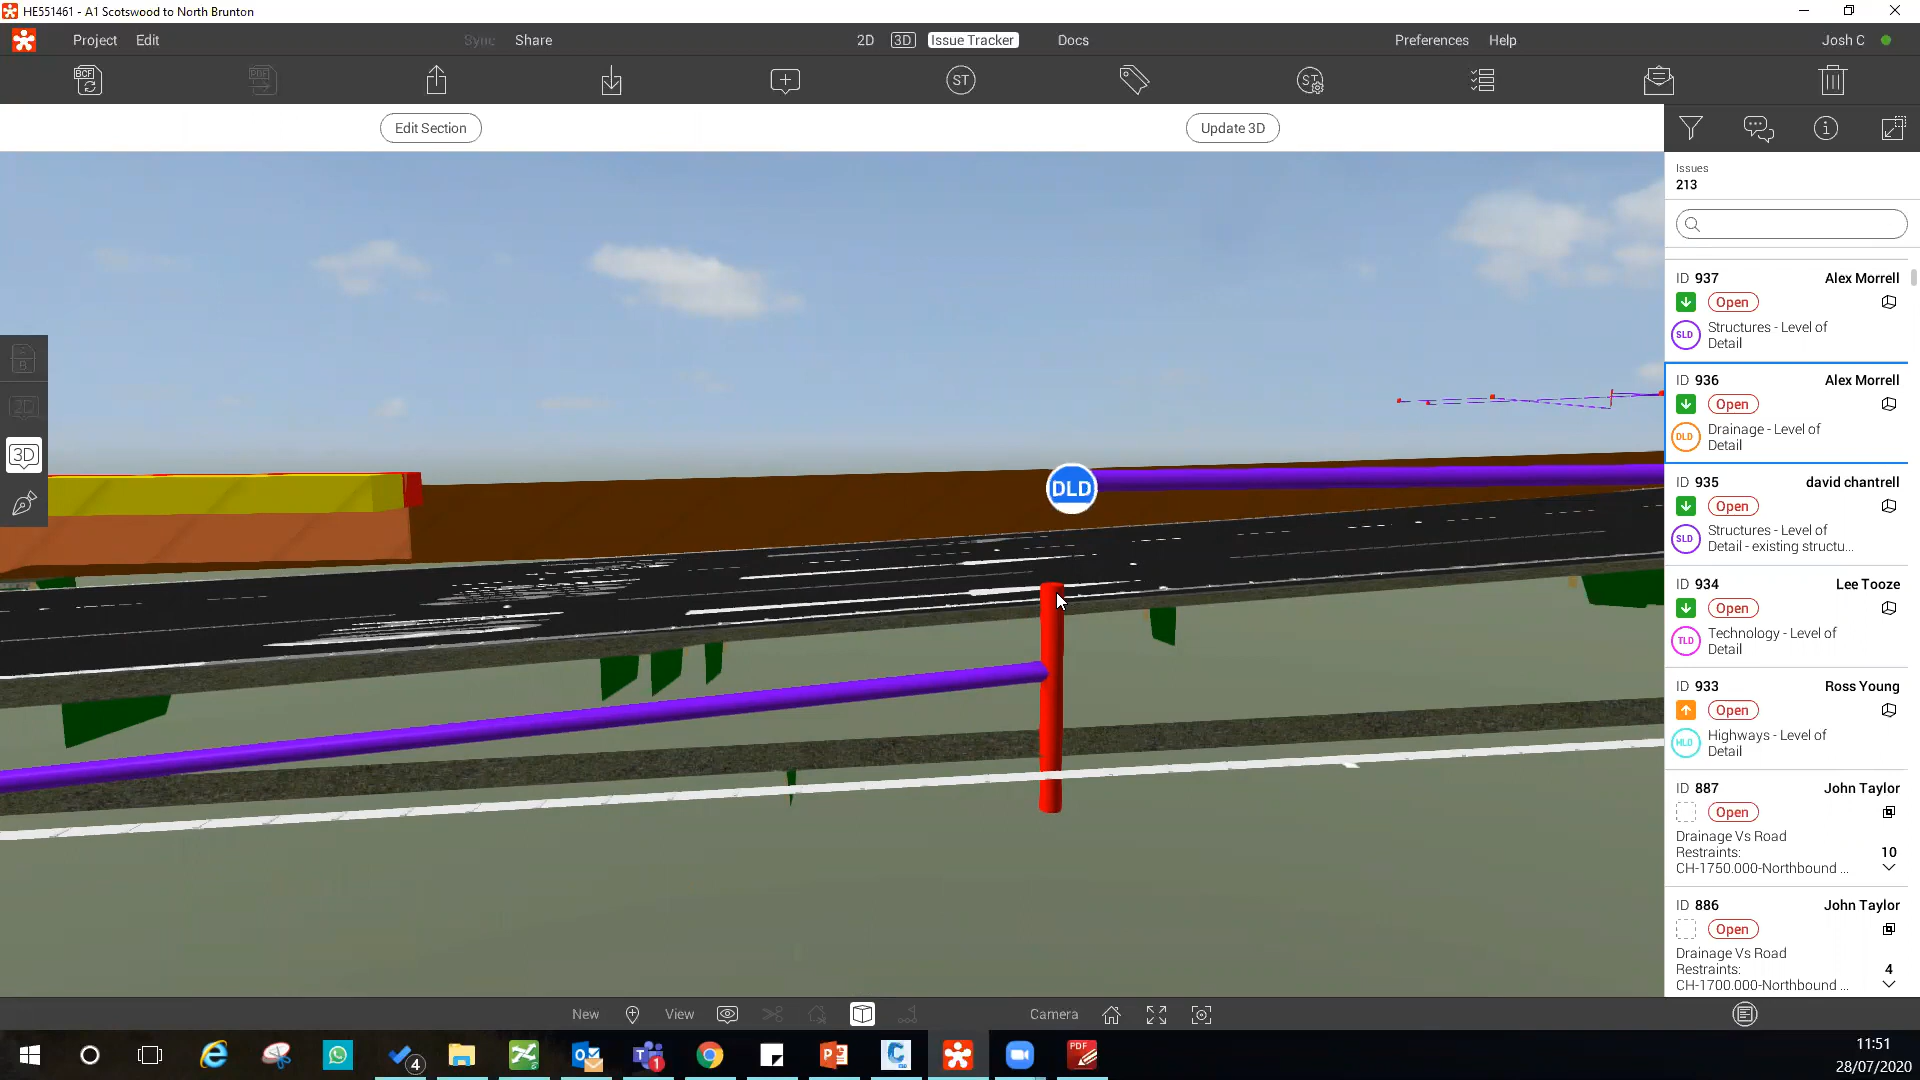 HE551461 - A1 Scotswood to North Brunton
Project Edit Sync Share 2D 3D Issue Tracker Docs Preferences Help Josh C
BCF PDF ST ST
Edit Section Update 3D
Issues
213
B
2D
3D
DLD
ID 937 Alex Morrell
Open
SLD Structures - Level of
Detail
ID 936 Alex Morrell
Open
DLD Drainage - Level of
Detail
ID 935 david chantrell
Open
SLD Structures - Level of
Detail - existing structu...
ID 934 Lee Tooze
Open
TLD Technology - Level of
Detail
ID 933 Ross Young
Open
HLD Highways - Level of
Detail
ID 887 John Taylor
Open
Drainage Vs Road
Restraints: 10
CH-1750.000-Northbound ...
ID 886 John Taylor
Open
Drainage Vs Road
Restraints: 4
CH-1700.000-Northbound ...
New View Camera
4 1 PDF
11:51
28/07/2020